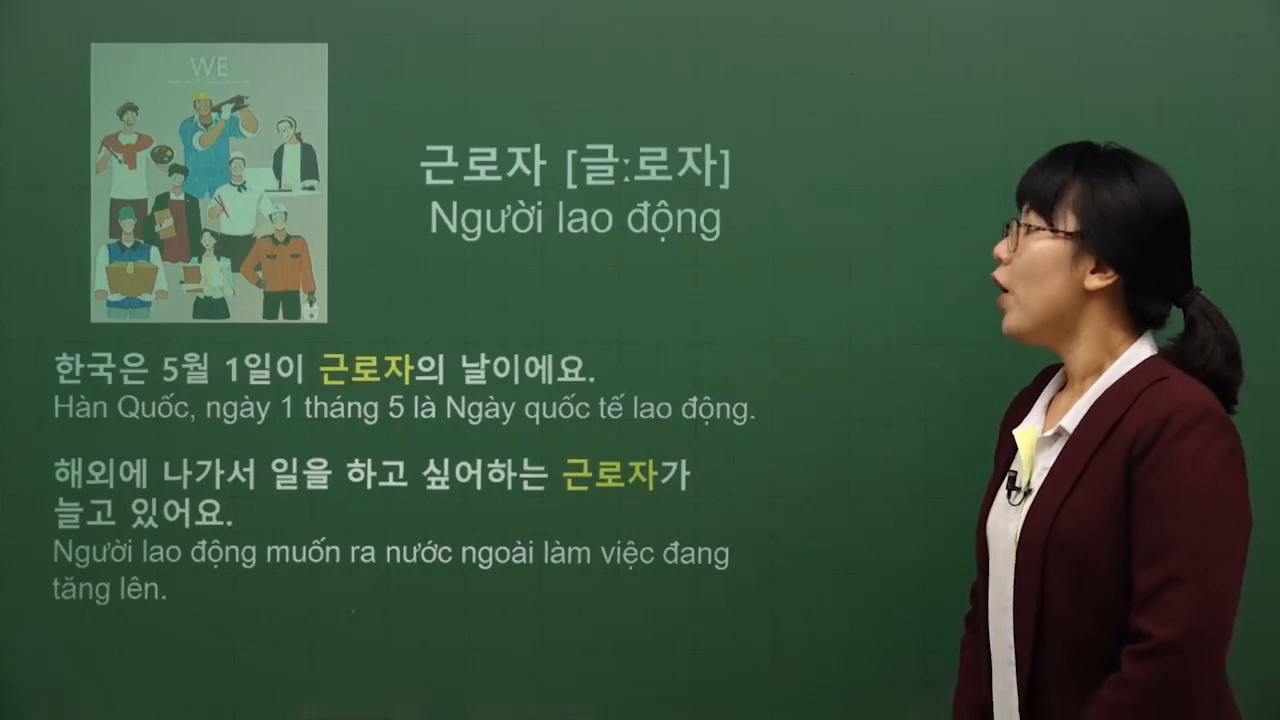 WE
근로자 [글ː로자]
Người lao động
한국은 5월 1일이 근로자의 날이에요.
Hàn Quốc, ngày 1 tháng 5 là Ngày quốc tế lao động.
해외에 나가서 일을 하고 싶어하는 근로자가
늘고 있어요.
Người lao động muốn ra nước ngoài làm việc đang
tăng lên.